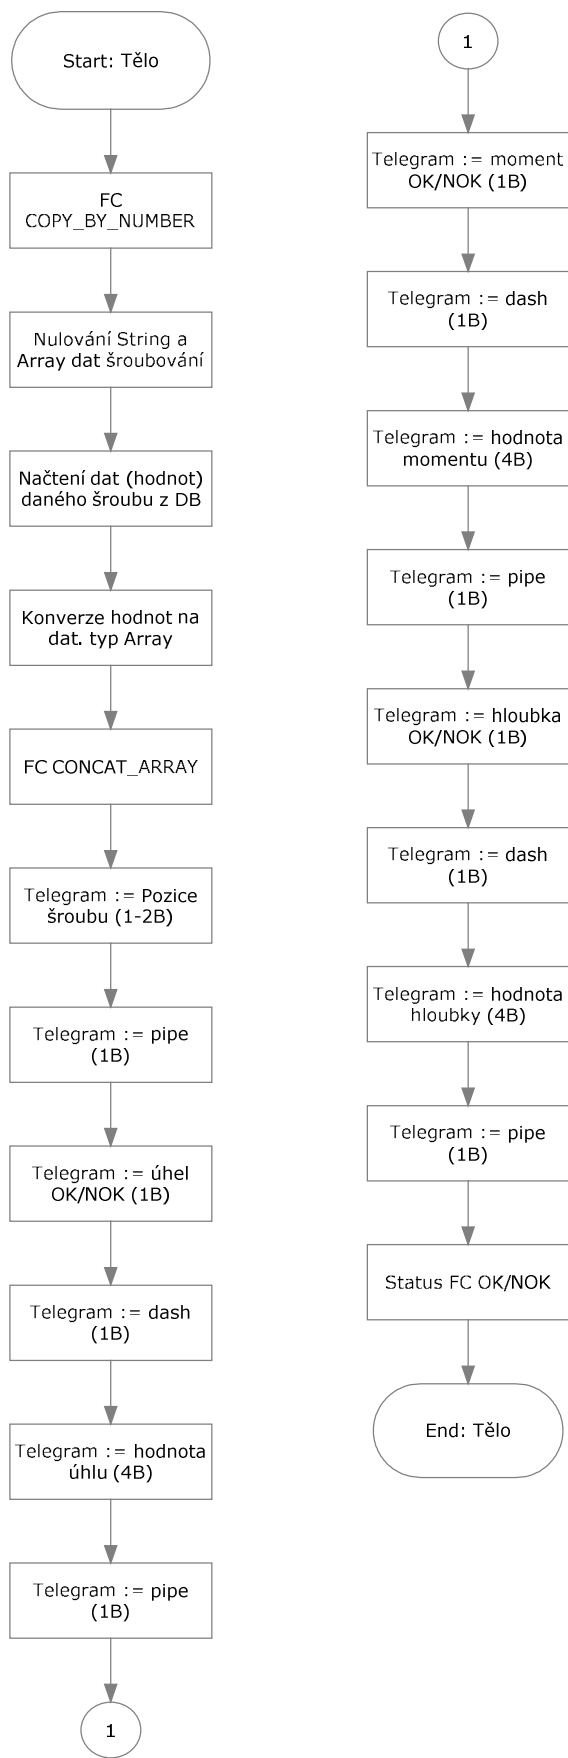 Start: Tělo
FC
COPY_BY_NUMBER
Nulování String a
Array dat šroubování
Načtení dat (hodnot)
daného šroubu z DB
Konverze hodnot na
dat. typ Array
FC CONCAT_ARRAY
Telegram := Pozice
šroubu (1-2B)
Telegram := pipe
(1B)
Telegram := úhel
OK/NOK (1B)
Telegram := dash
(1B)
Telegram := hodnota
úhlu (4B)
Telegram := pipe
(1B)
1
1
Telegram := moment
OK/NOK (1B)
Telegram := dash
(1B)
Telegram := hodnota
momentu (4B)
Telegram := pipe
(1B)
Telegram := hloubka
OK/NOK (1B)
Telegram := dash
(1B)
Telegram := hodnota
hloubky (4B)
Telegram := pipe
(1B)
Status FC OK/NOK
End: Tělo